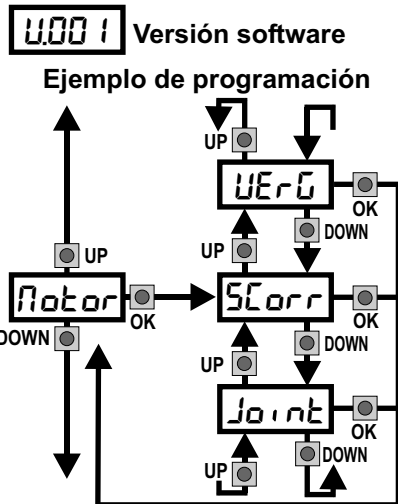 U.001 Versión software
Ejemplo de programación
UP
UErG
OK
DOWN
UP
UP
Motor
OK
SCorr
OK
DOWN
DOWN
UP
Joint
OK
DOWN
UP